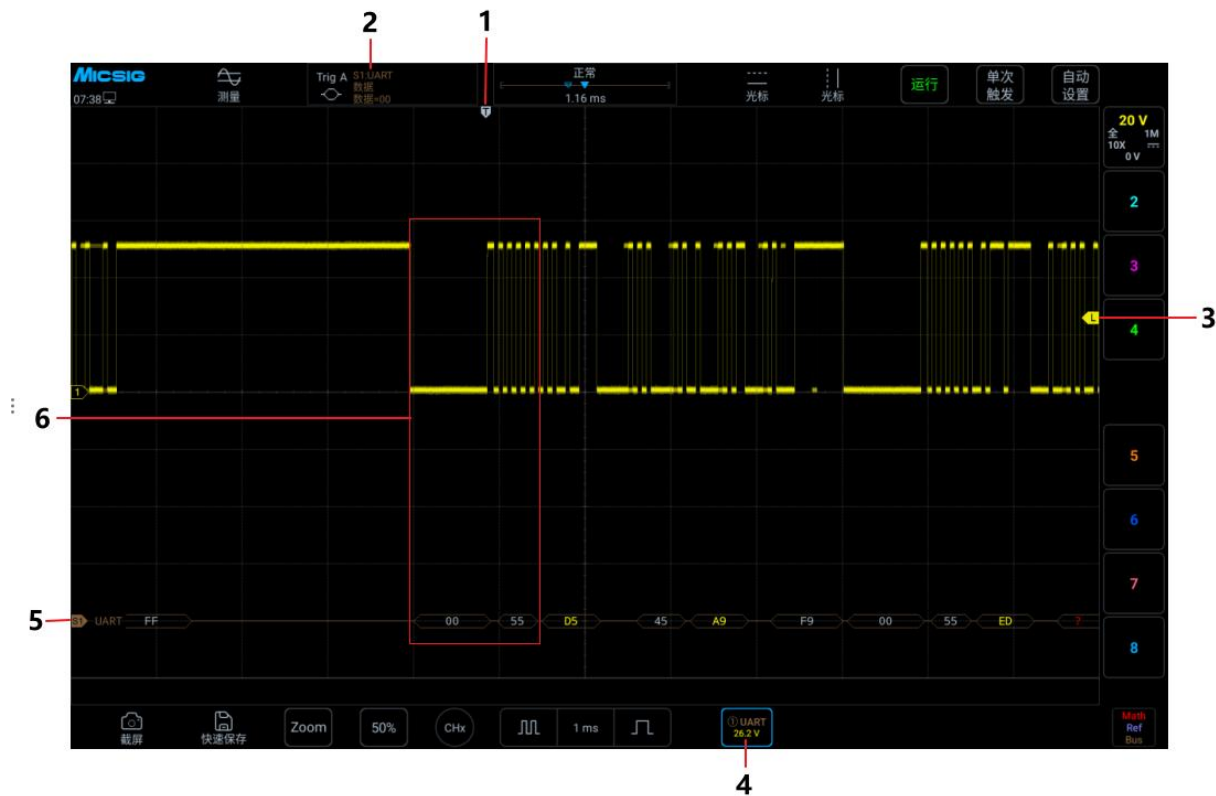 2 1
Micsig
07:38
测量
Trig A S1:UART
数据
数据=00
正常
1.16 ms
光标
光标
运行
单次
触发
自动
设置
T
20 V
全 1M
10X
0 V
2
3
L
3
4
1
6
5
6
7
5
S1 UART FF 00 55 D5 45 A9 F9 00 55 ED ?
8
截屏
快速保存
Zoom
50%
CHx
1 ms
1 UART
26.2 V
Math
Ref
Bus
4